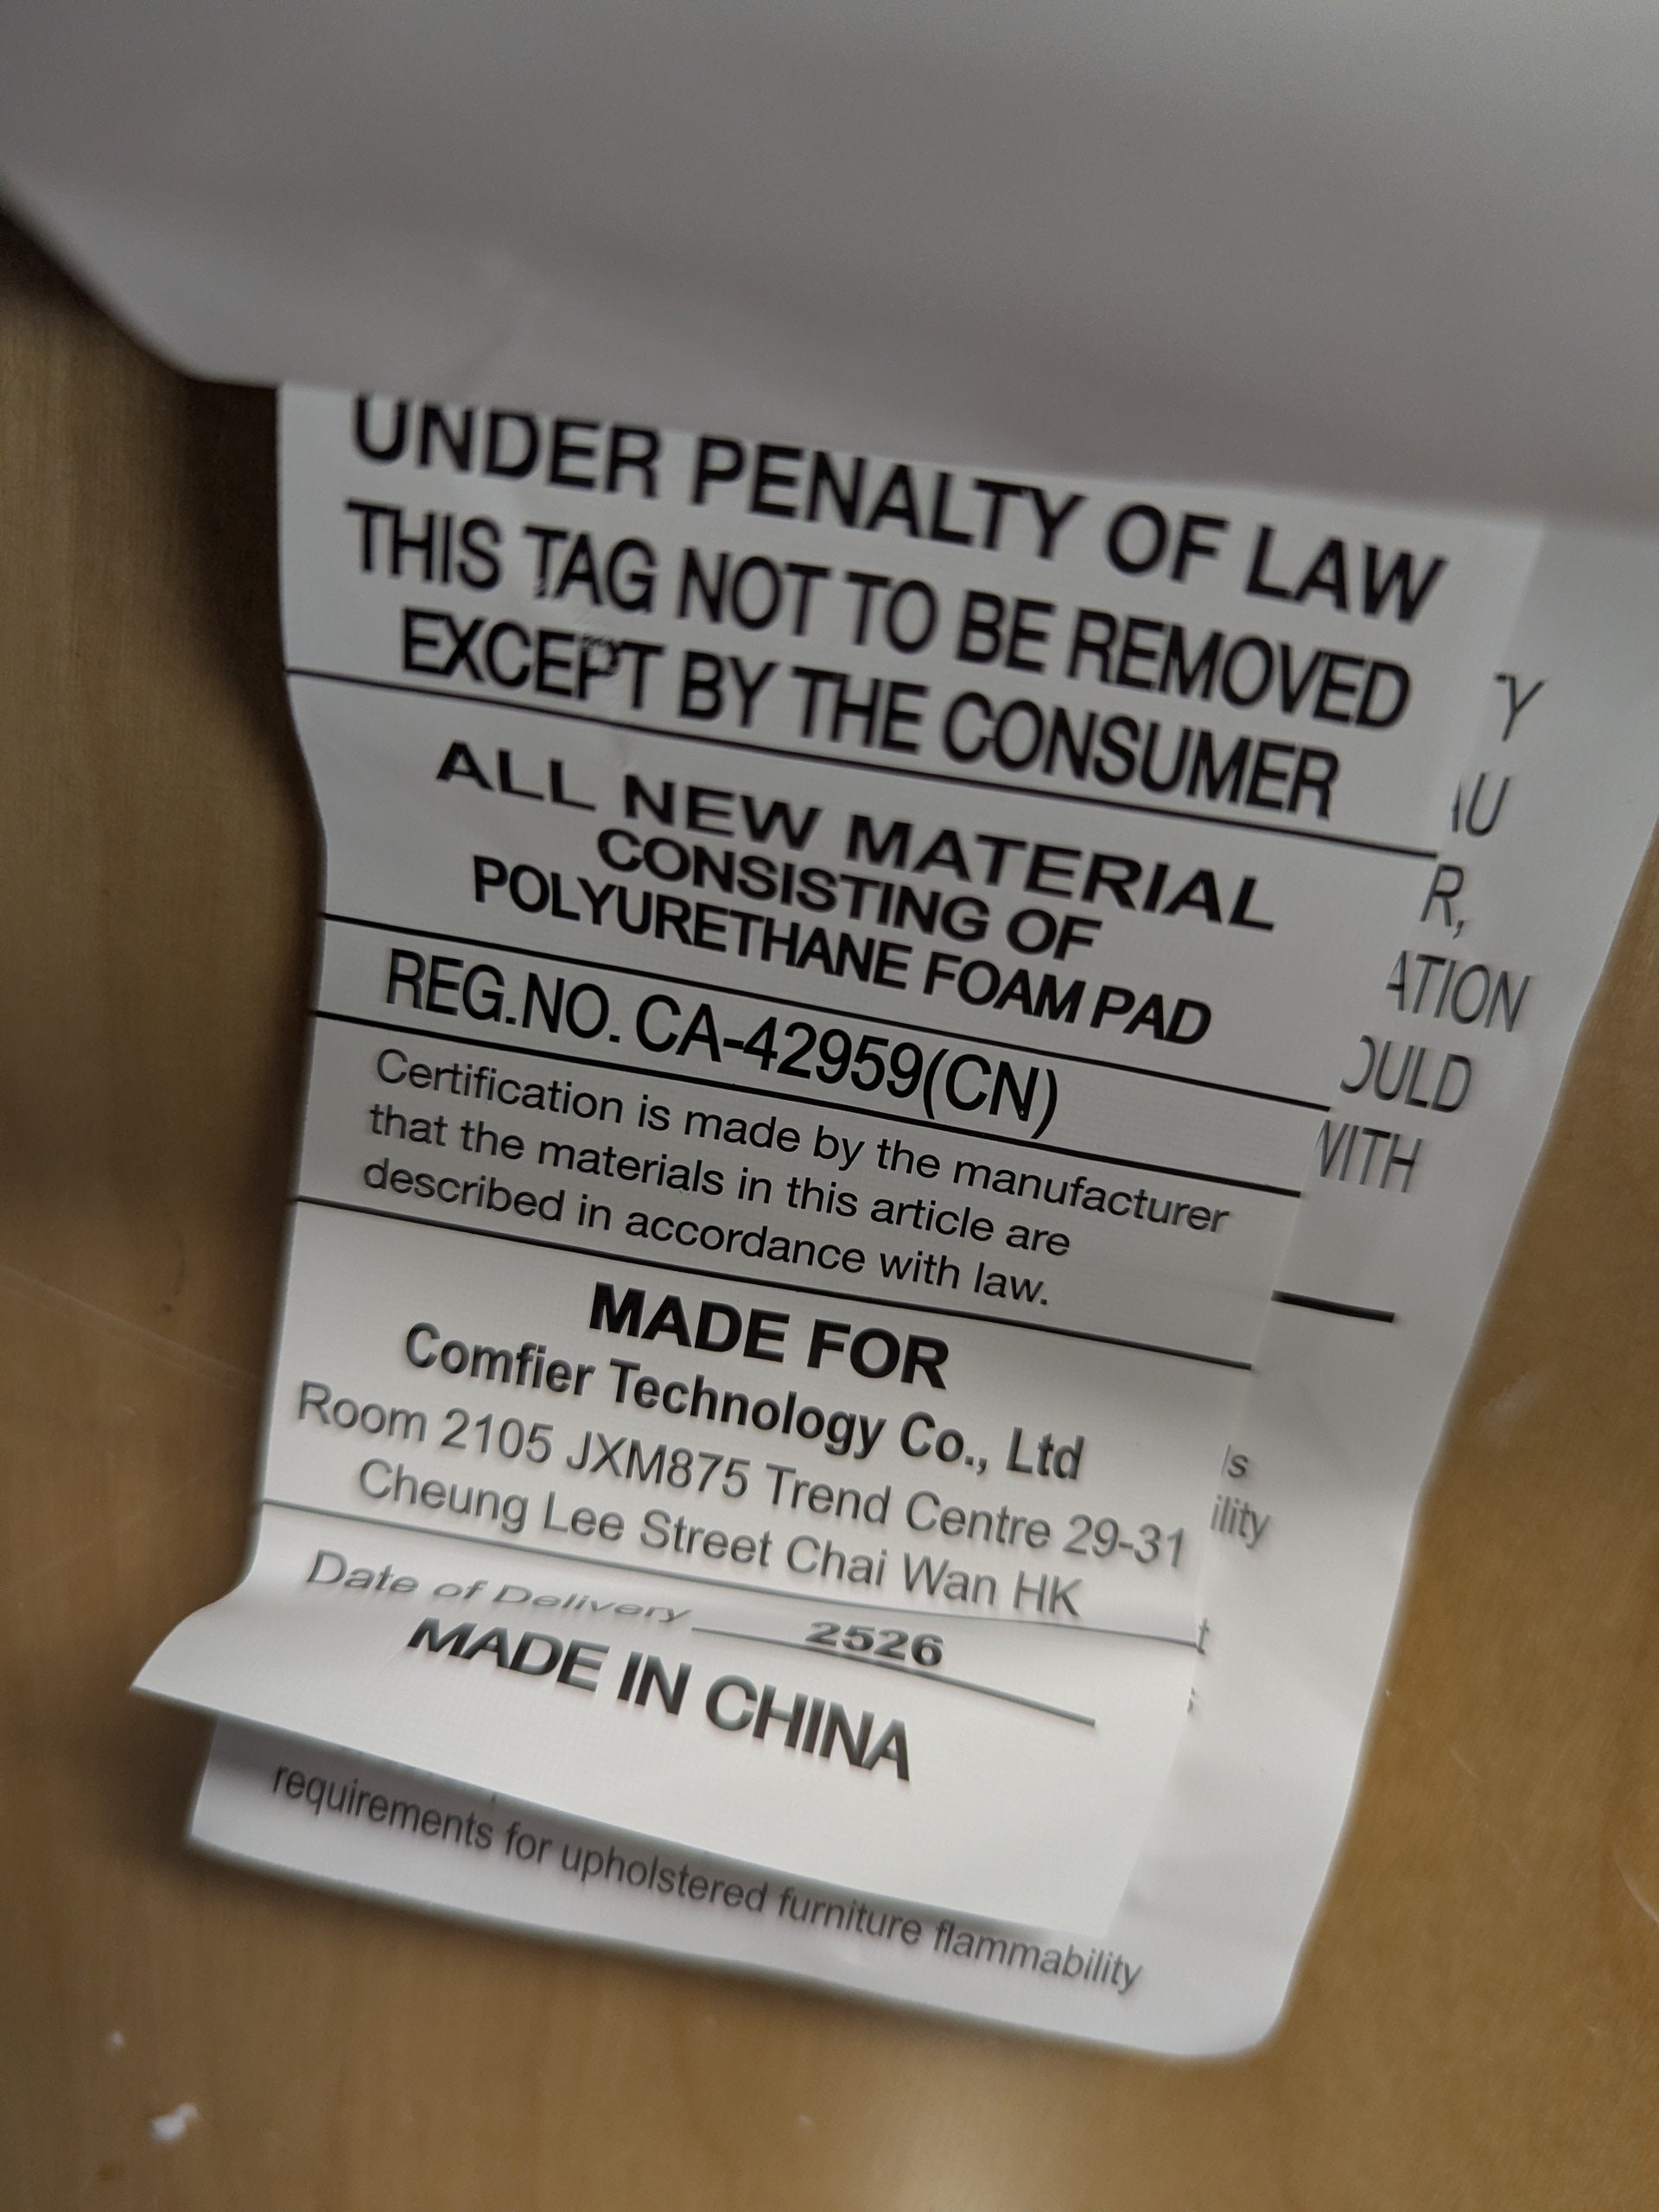 UNDER PENALTY OF LAW
THIS TAG NOT TO BE REMOVED
EXCEPT BY THE CONSUMER
ALL NEW MATERIAL
CONSISTING OF
POLYURETHANE FOAM PAD
REG.NO. CA-42959(CN)
Certification is made by the manufacturer
that the materials in this article are
described in accordance with law.
MADE FOR
Comfier Technology Co., Ltd
Room 2105 JXM875 Trend Centre 29-31
Cheung Lee Street Chai Wan HK
Date of Delivery 2526
MADE IN CHINA
requirements for upholstered furniture flammability